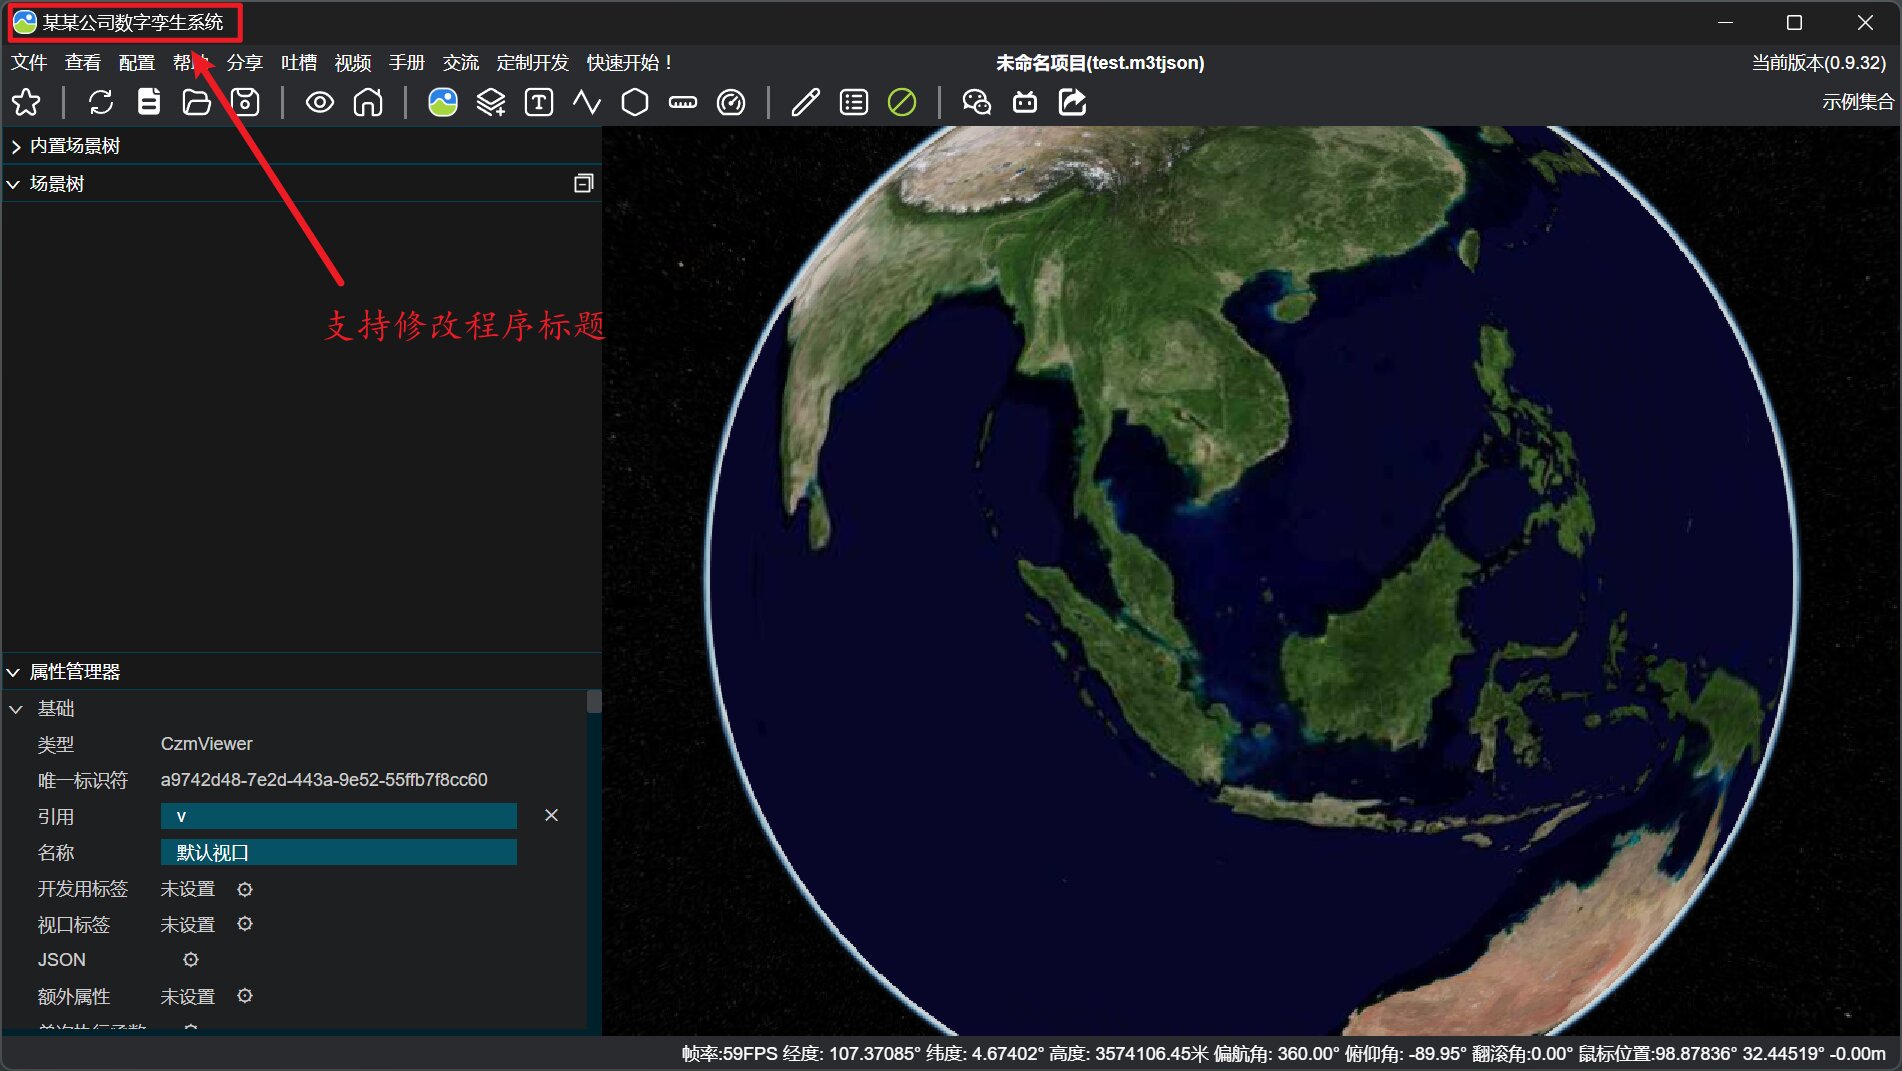 某某公司数字孪生系统
文件 查看 配置 帮助 分享 吐槽 视频 手册 交流 定制开发 快速开始！
未命名项目(test.m3tjson)
当前版本(0.9.32)
示例集合
内置场景树
场景树
支持修改程序标题
属性管理器
基础
类型 CzmViewer
唯一标识符 a9742d48-7e2d-443a-9e52-55ffb7f8cc60
引用 v
名称 默认视口
开发用标签 未设置
视口标签 未设置
JSON
额外属性 未设置
帧率:59FPS 经度: 107.37085° 纬度: 4.67402° 高度: 3574106.45米 偏航角: 360.00° 俯仰角: -89.95° 翻滚角:0.00° 鼠标位置:98.87836° 32.44519° -0.00m